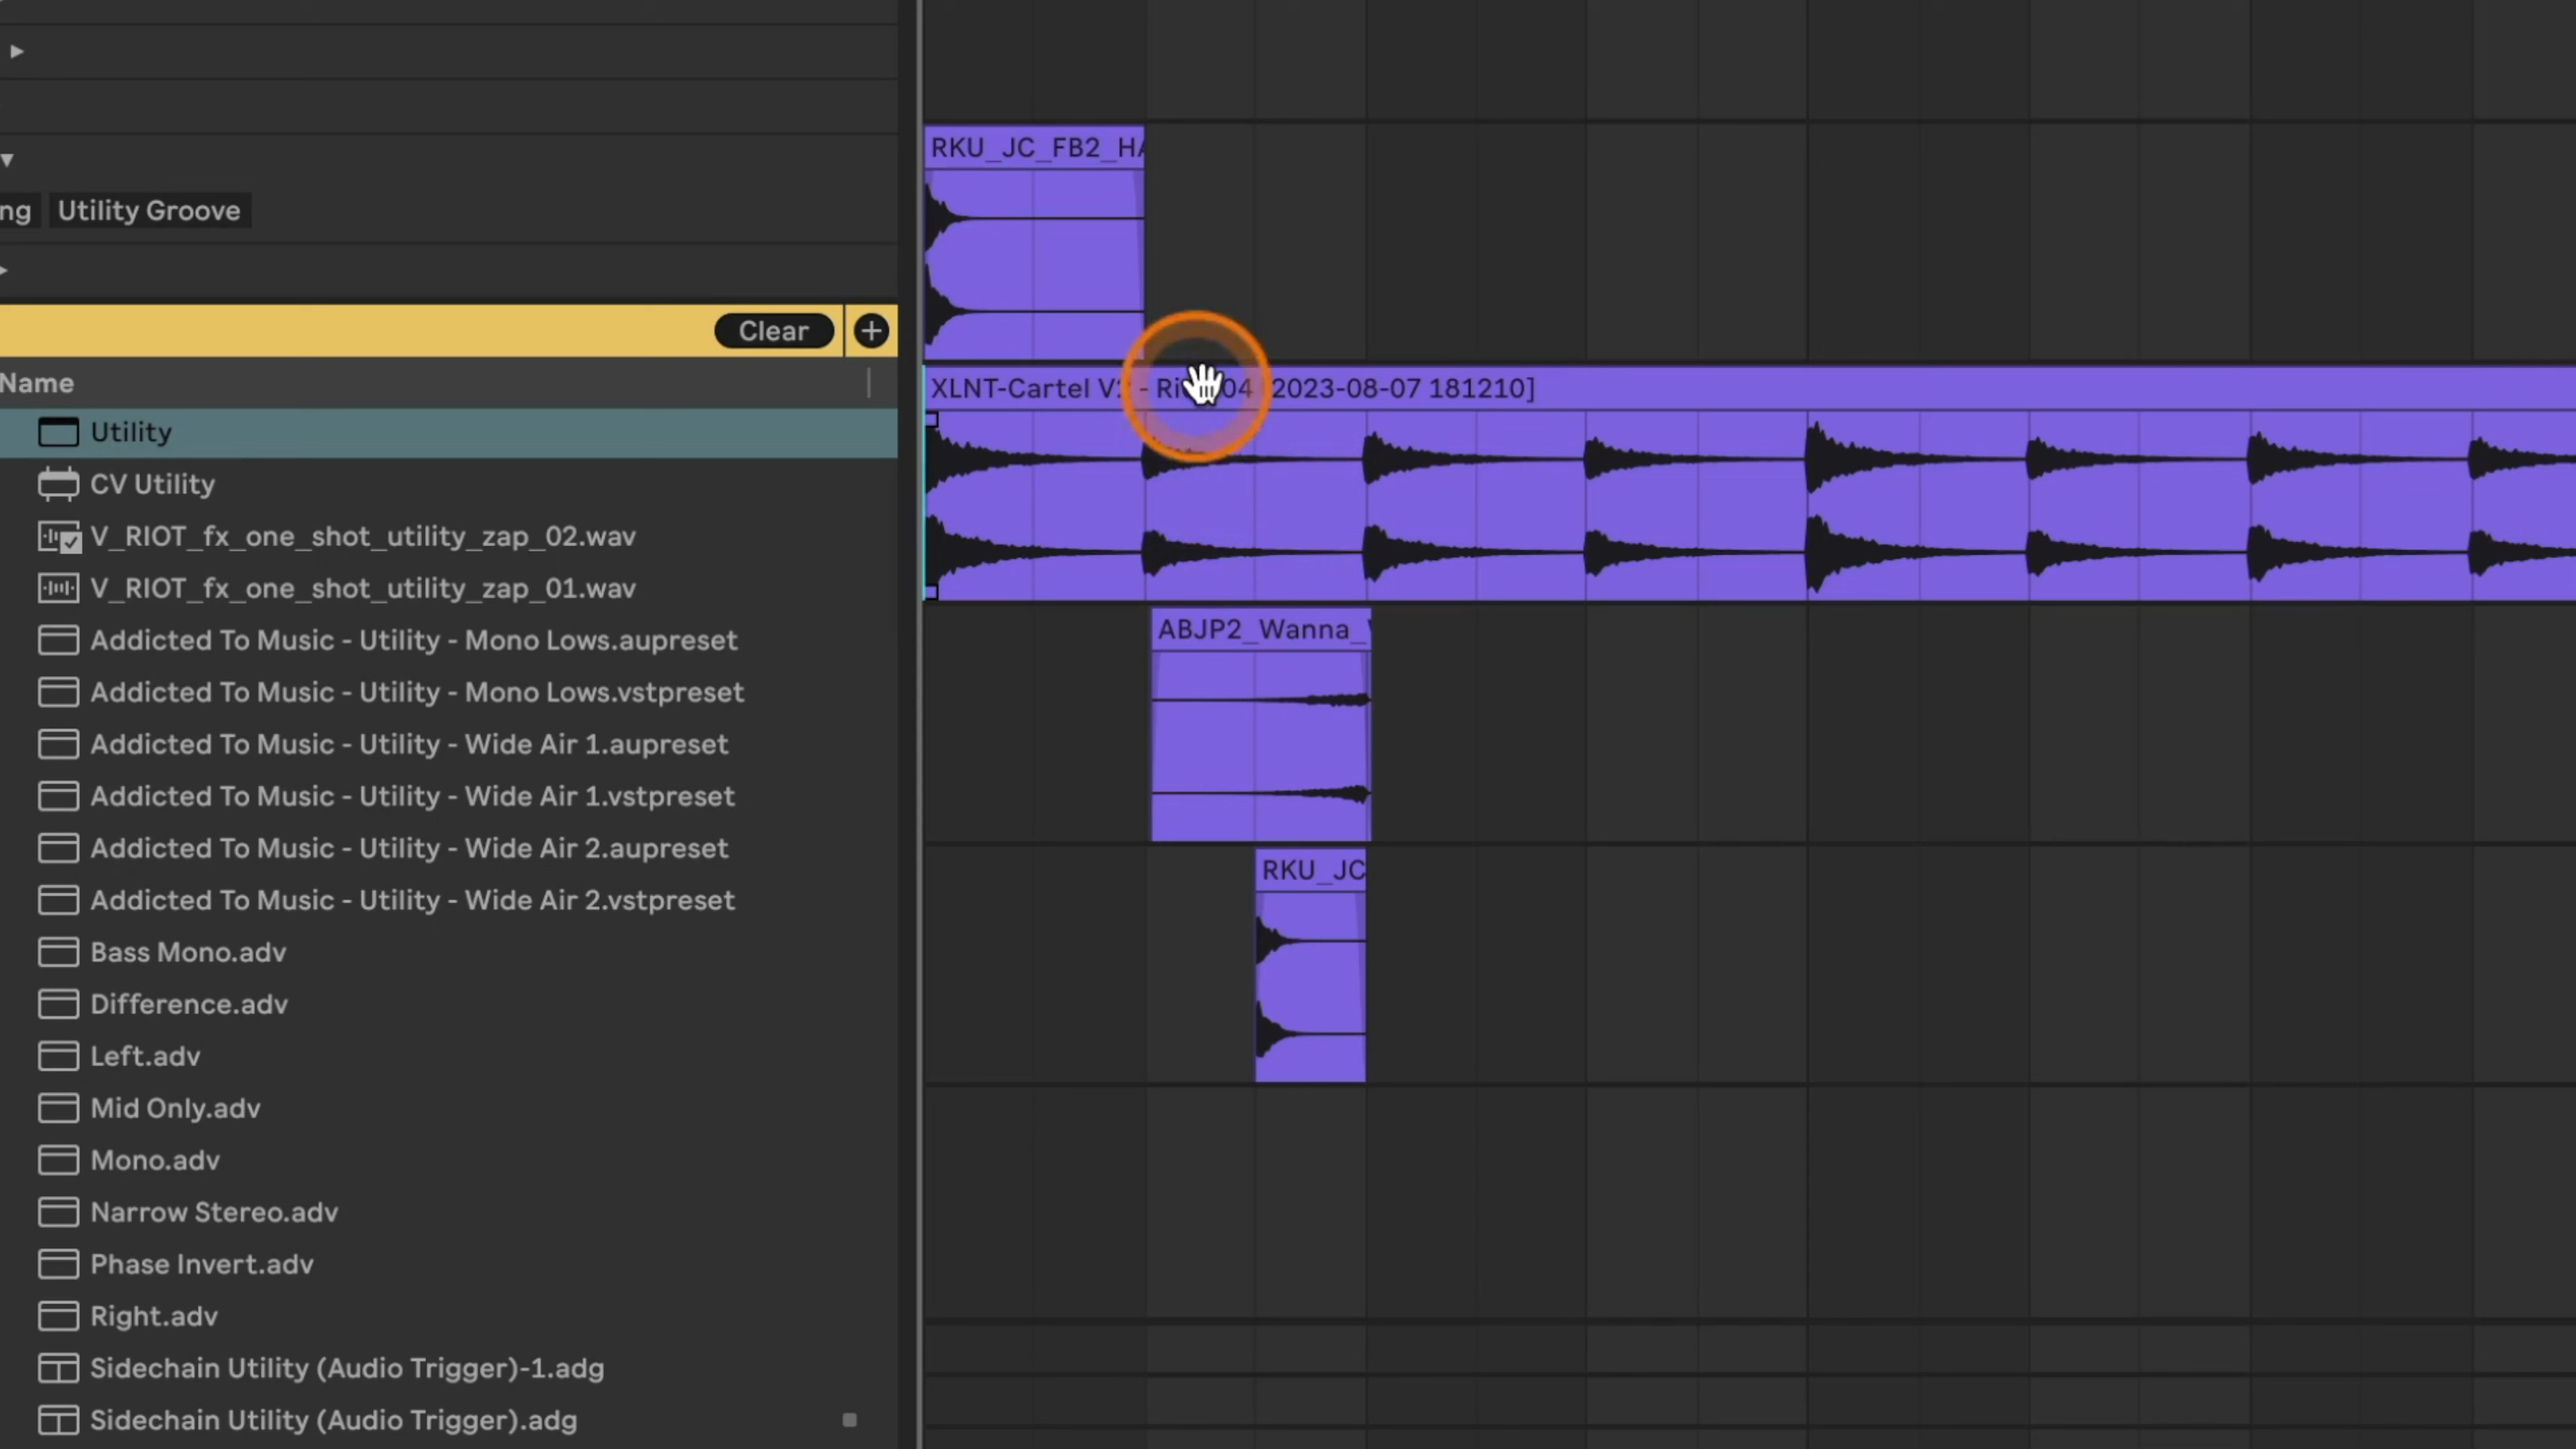 ng Utility Groove
Clear
Name
Utility
CV Utility
V_RIOT_fx_one_shot_utility_zap_02.wav
V_RIOT_fx_one_shot_utility_zap_01.wav
Addicted To Music - Utility - Mono Lows.aupreset
Addicted To Music - Utility - Mono Lows.vstpreset
Addicted To Music - Utility - Wide Air 1.aupreset
Addicted To Music - Utility - Wide Air 1.vstpreset
Addicted To Music - Utility - Wide Air 2.aupreset
Addicted To Music - Utility - Wide Air 2.vstpreset
Bass Mono.adv
Difference.adv
Left.adv
Mid Only.adv
Mono.adv
Narrow Stereo.adv
Phase Invert.adv
Right.adv
Sidechain Utility (Audio Trigger)-1.adg
Sidechain Utility (Audio Trigger).adg
RKU_JC_FB2_HA
XLNT-Cartel - 04 2023-08-07 181210]
ABJP2_Wanna_
RKU_JC